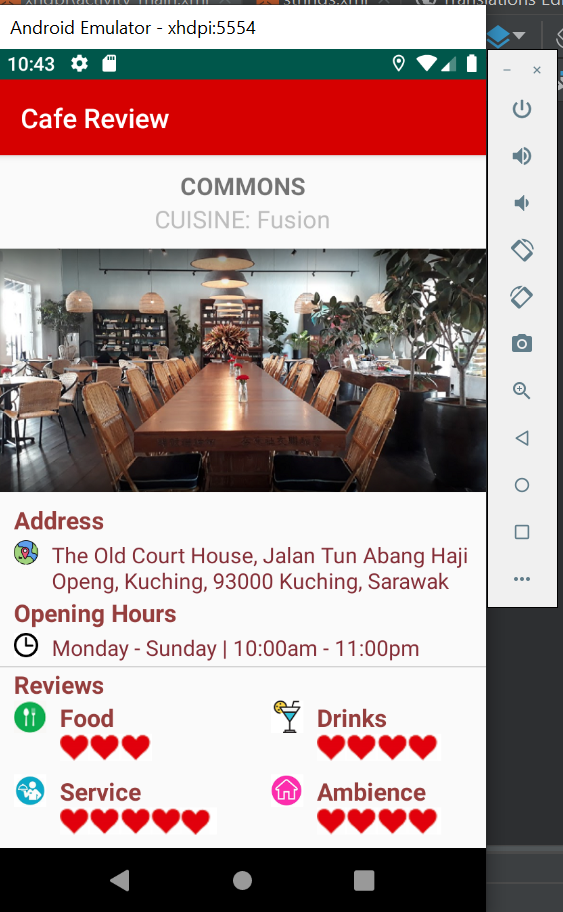 Android Emulator - xhdpi:5554
10:43
Cafe Review
COMMONS
CUISINE: Fusion
Address
The Old Court House, Jalan Tun Abang Haji
Openg, Kuching, 93000 Kuching, Sarawak
Opening Hours
Monday - Sunday | 10:00am - 11:00pm
Reviews
Food
Drinks
Service
Ambience